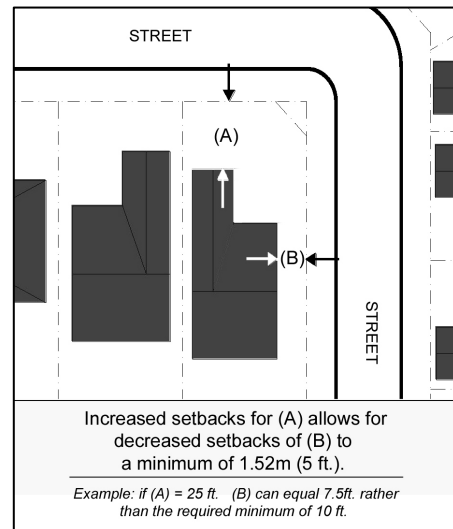 STREET
(A)
(B)
STREET
Increased setbacks for (A) allows for
decreased setbacks of (B) to
a minimum of 1.52m (5 ft.).
Example: if (A) = 25 ft. (B) can equal 7.5ft. rather
than the required minimum of 10 ft.